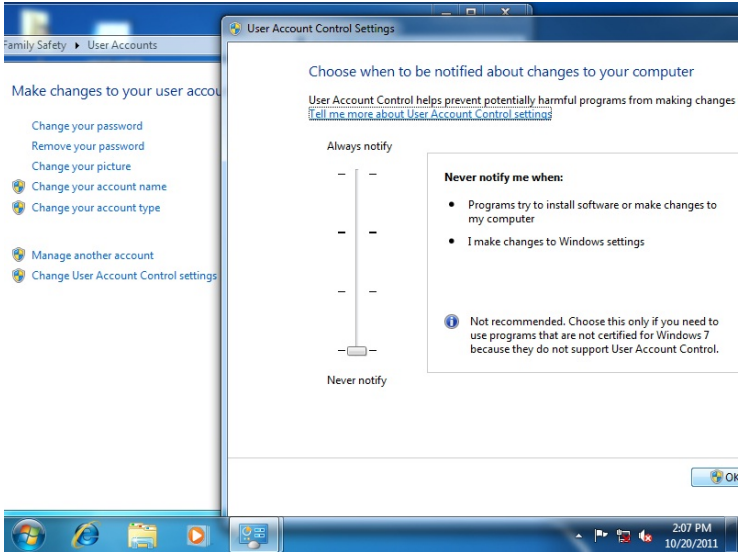 Family Safety ▸ User Accounts
Make changes to your user accou
Change your password
Remove your password
Change your picture
Change your account name
Change your account type
Manage another account
Change User Account Control settings
User Account Control Settings
Choose when to be notified about changes to your computer
User Account Control helps prevent potentially harmful programs from making changes
Tell me more about User Account Control settings
Always notify
Never notify
Never notify me when:
• Programs try to install software or make changes to
my computer
• I make changes to Windows settings
Not recommended. Choose this only if you need to
use programs that are not certified for Windows 7
because they do not support User Account Control.
OK
2:07 PM
10/20/2011